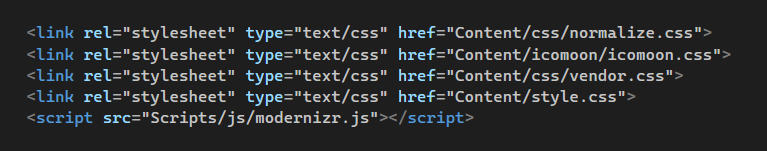 <link rel="stylesheet" type="text/css" href="Content/css/normalize.css">
<link rel="stylesheet" type="text/css" href="Content/icomoon/icomoon.css">
<link rel="stylesheet" type="text/css" href="Content/css/vendor.css">
<link rel="stylesheet" type="text/css" href="Content/style.css">
<script src="Scripts/js/modernizr.js"></script>